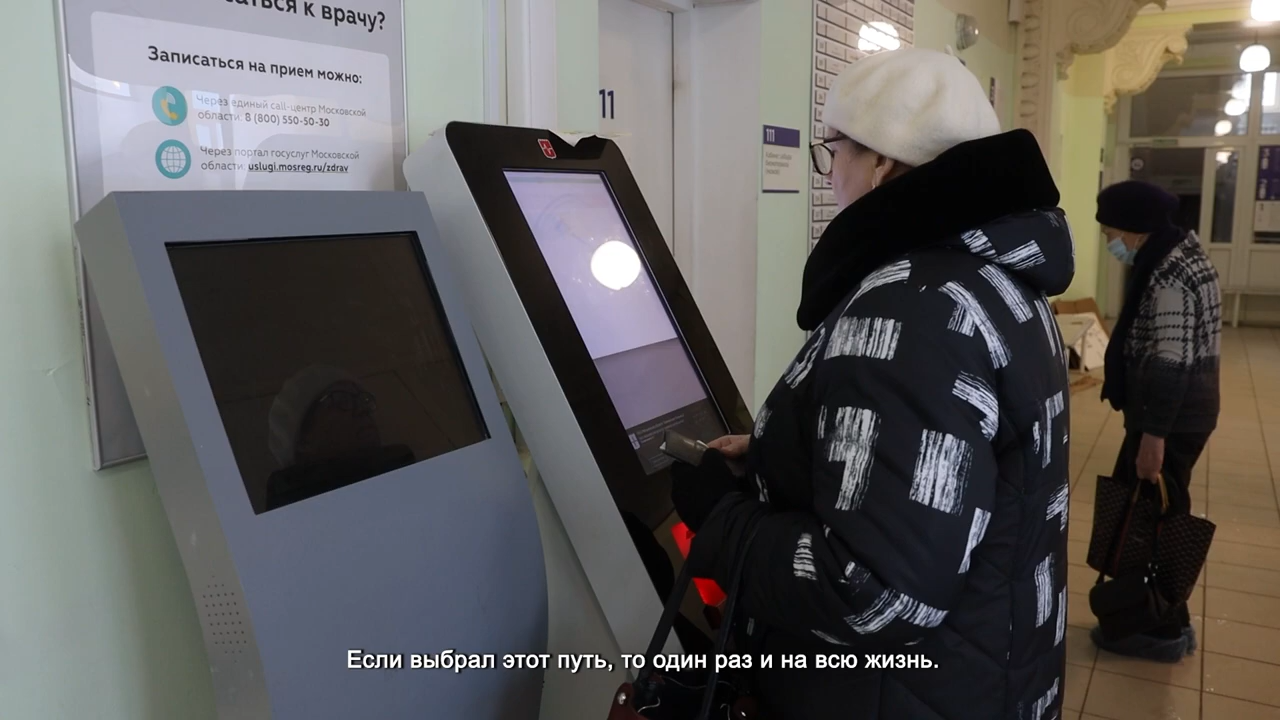 саться к врачу?
Записаться на прием можно:
Через единый call-центр Московской
области: 8 (800) 550-50-30
Через портал госуслуг Московской
области: uslugi.mosreg.ru/zdrav
11
111
Если выбрал этот путь, то один раз и на всю жизнь.